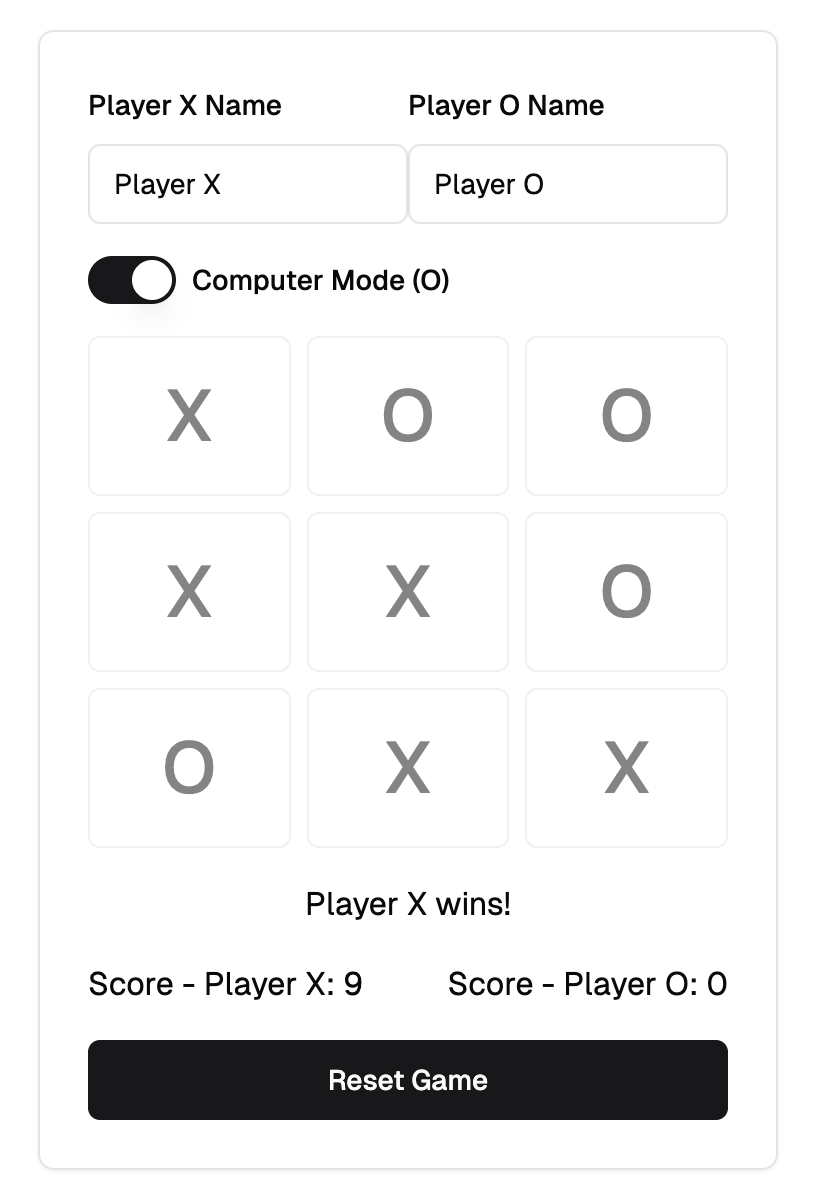 Player X Name Player O Name
Player X Player O
Computer Mode (O)
X O O
X X O
O X X
Player X wins!
Score - Player X: 9 Score - Player O: 0
Reset Game